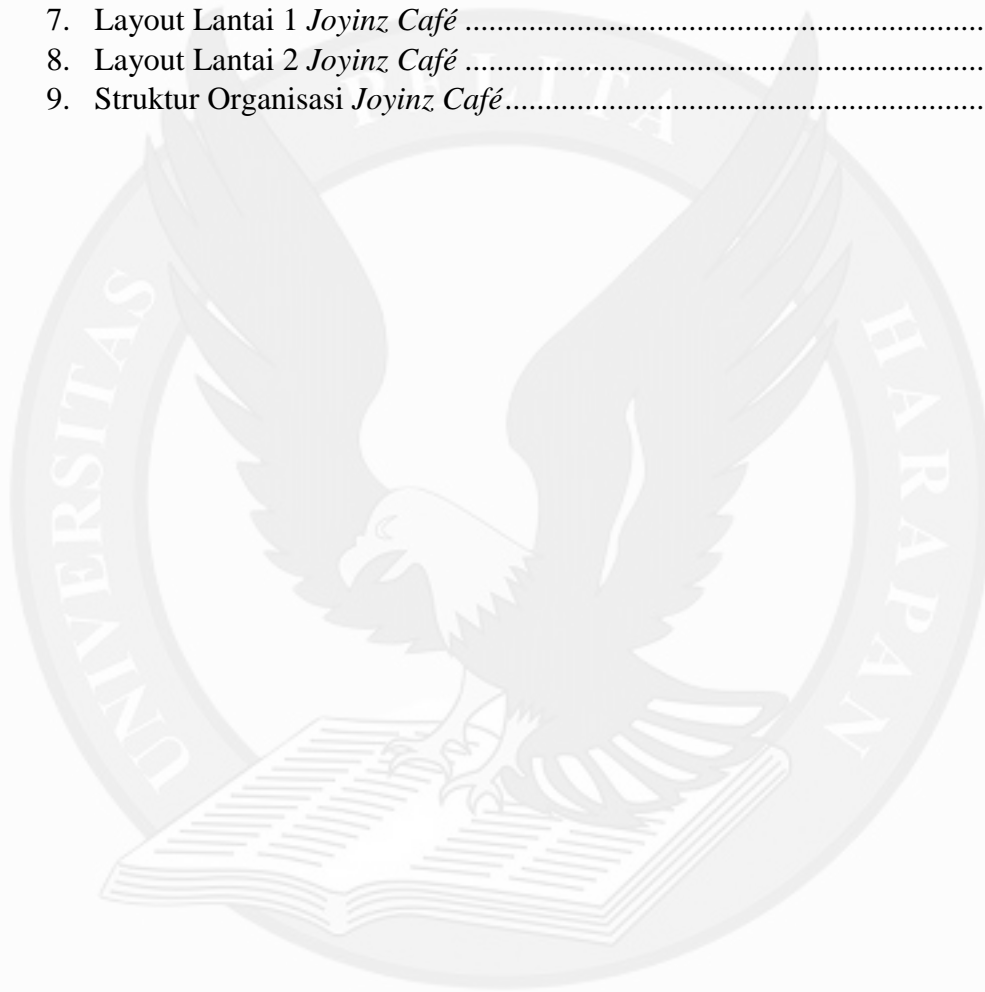 7. Layout Lantai 1 Joyinz Café ..........................................................................
8. Layout Lantai 2 Joyinz Café ..........................................................................
9. Struktur Organisasi Joyinz Café....................................................................
UNIVERSITAS PELITA HARAPAN